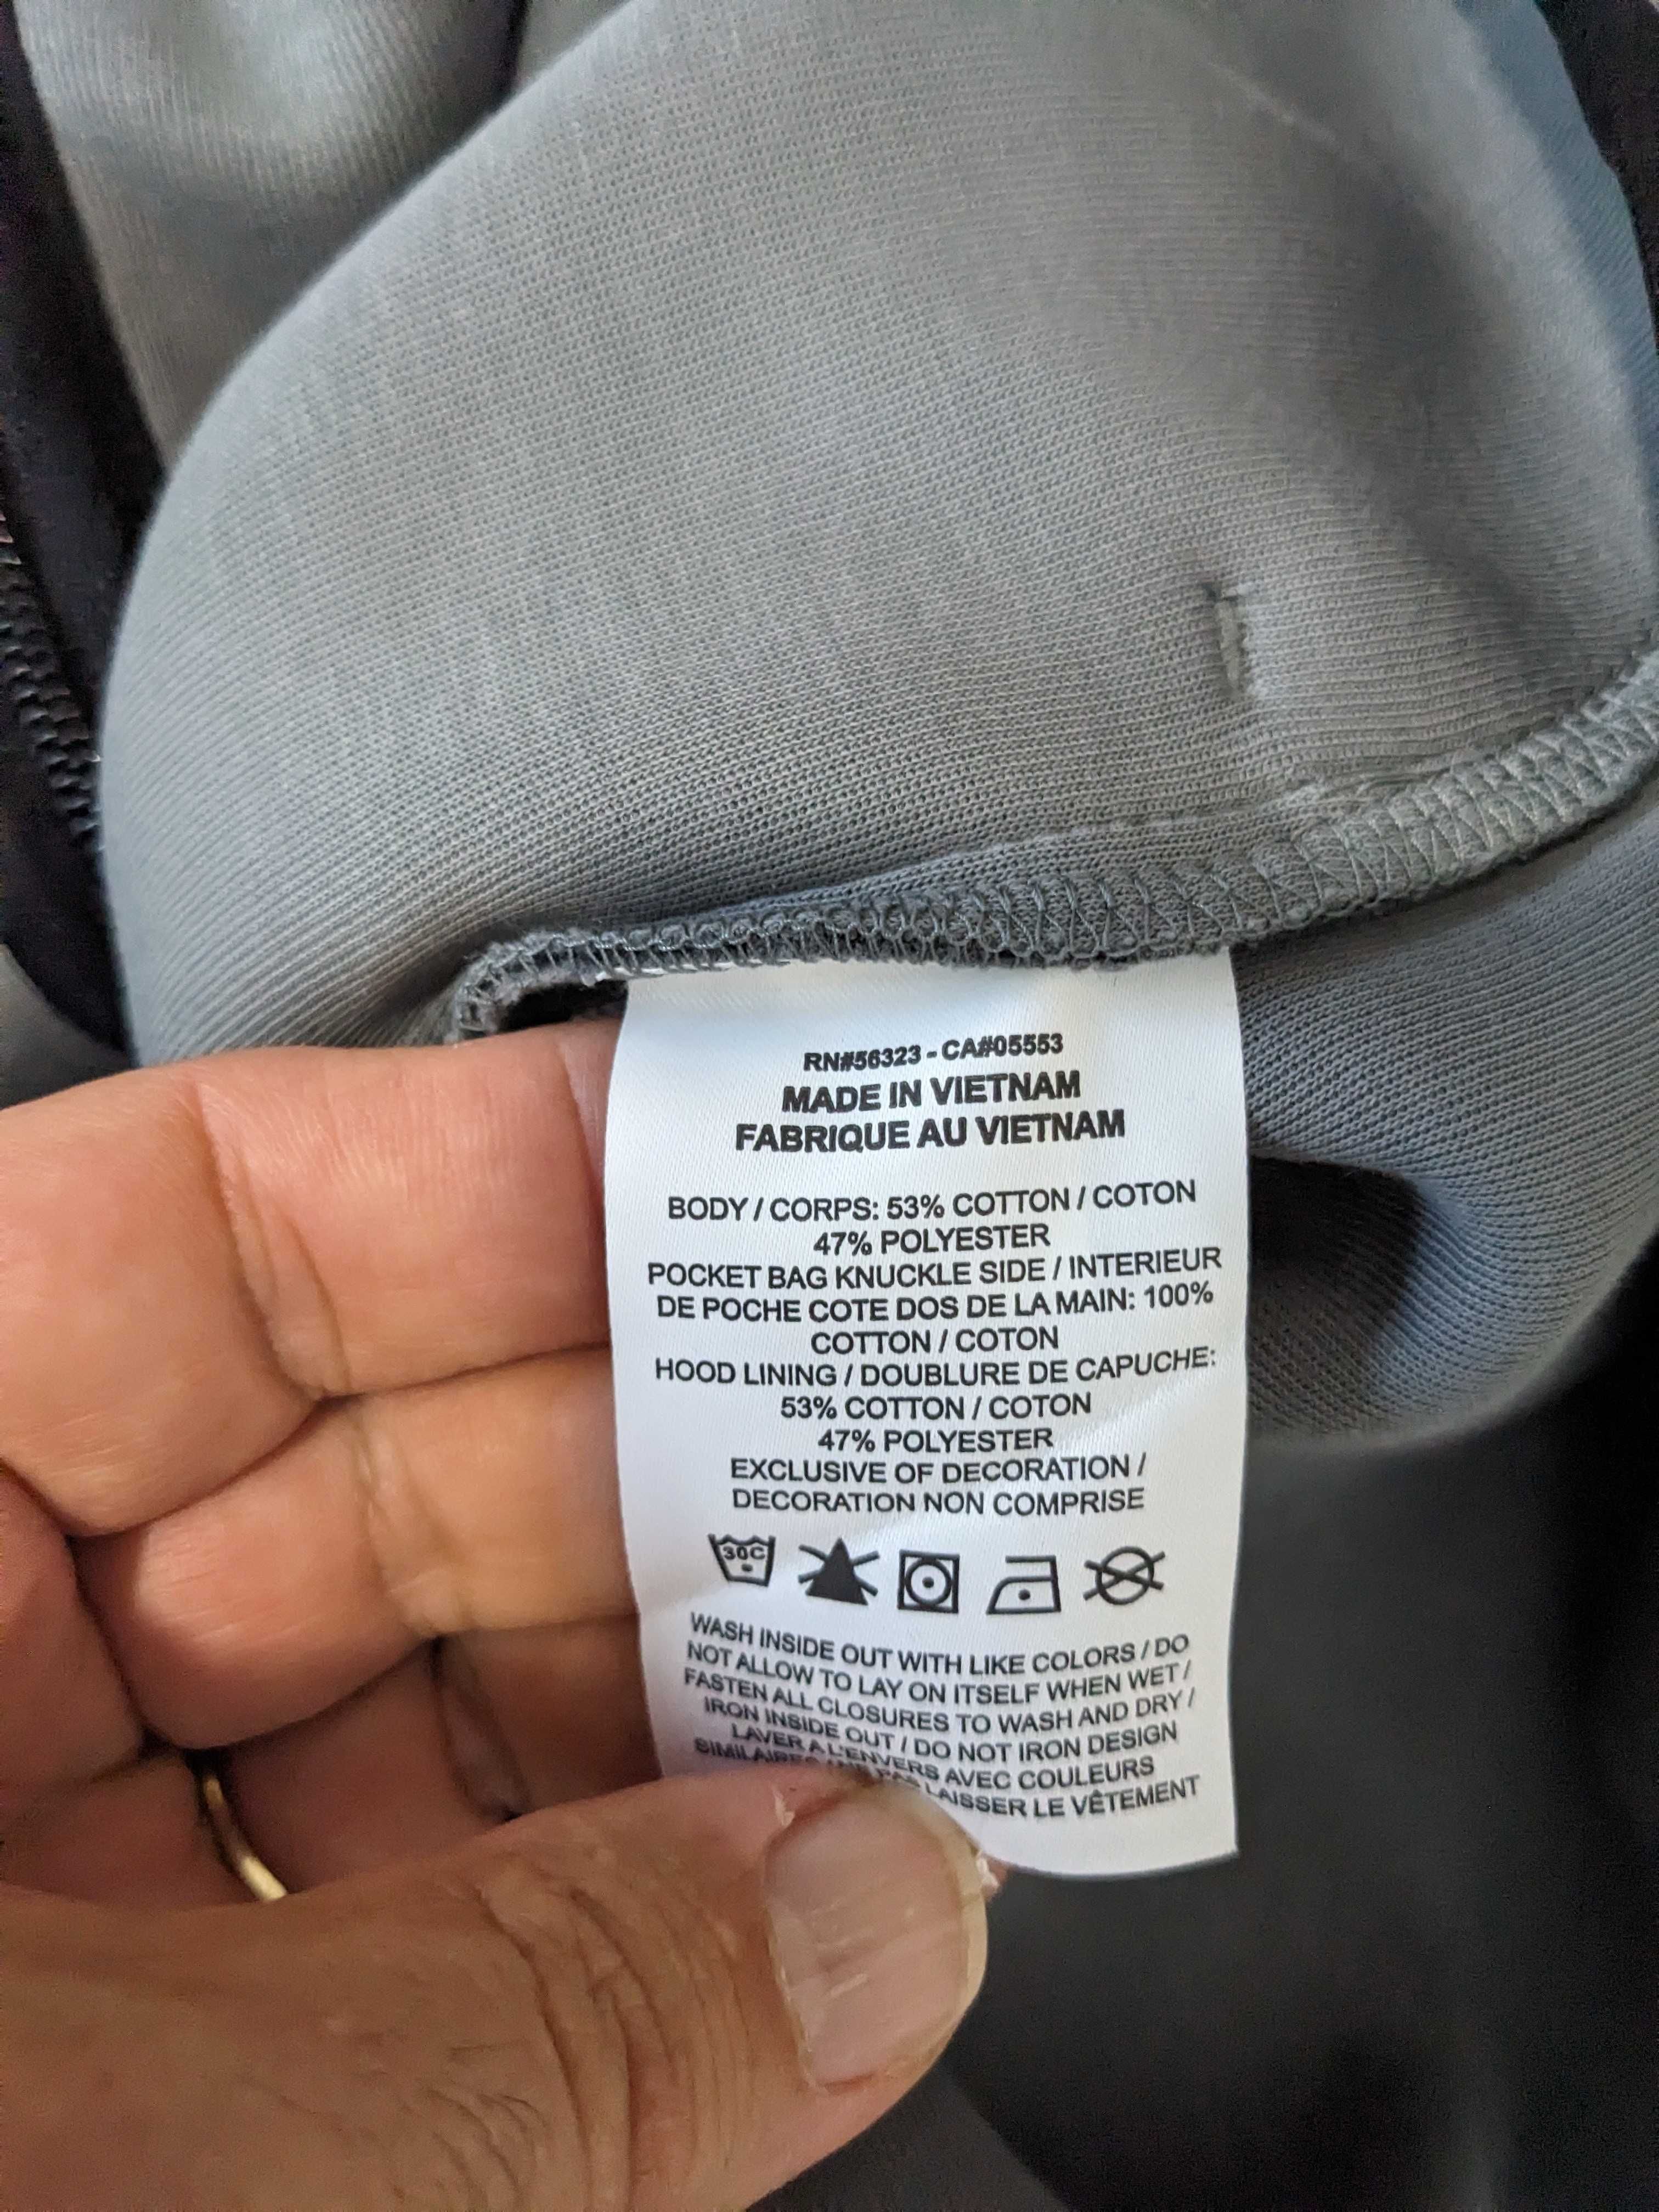 RN#56323 - CA#05553
MADE IN VIETNAM
FABRIQUE AU VIETNAM
BODY / CORPS: 53% COTTON / COTON
47% POLYESTER
POCKET BAG KNUCKLE SIDE / INTERIEUR
DE POCHE COTE DOS DE LA MAIN: 100%
COTTON / COTON
HOOD LINING / DOUBLURE DE CAPUCHE:
53% COTTON / COTON
47% POLYESTER
EXCLUSIVE OF DECORATION /
DECORATION NON COMPRISE
30C
WASH INSIDE OUT WITH LIKE COLORS / DO
NOT ALLOW TO LAY ON ITSELF WHEN WET /
FASTEN ALL CLOSURES TO WASH AND DRY /
IRON INSIDE OUT / DO NOT IRON DESIGN
LAVER A L'ENVERS AVEC COULEURS
SIMILAIRES PAS LAISSER LE VÊTEMENT